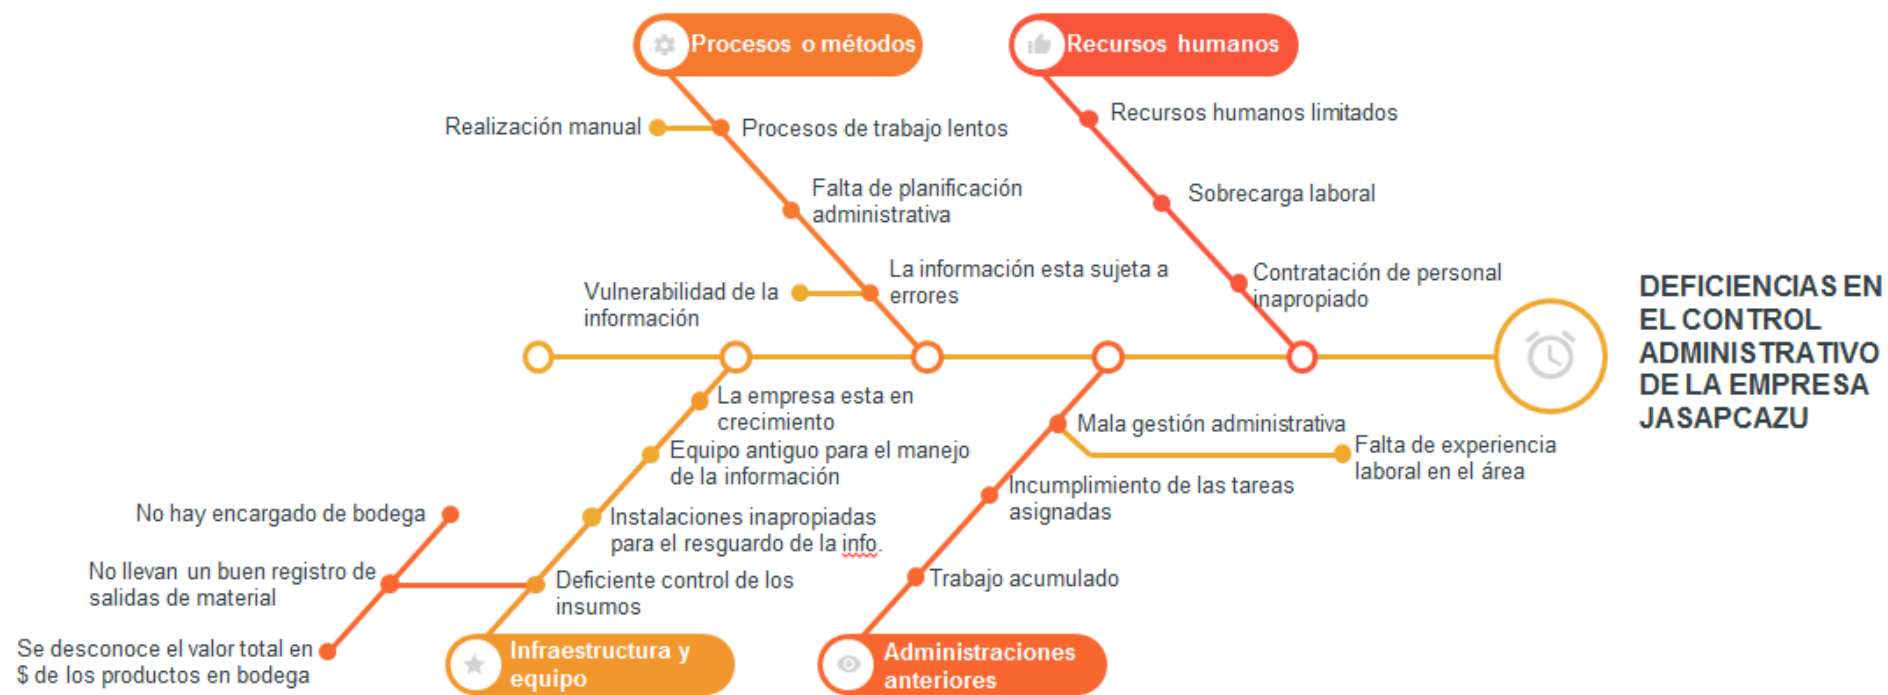 Procesos o métodos
Recursos humanos
Realización manual
Procesos de trabajo lentos
Falta de planificación
administrativa
Vulnerabilidad de la
información
La información esta sujeta a
errores
Recursos humanos limitados
Sobrecarga laboral
Contratación de personal
inapropiado
DEFICIENCIAS EN
EL CONTROL
ADMINISTRATIVO
DE LA EMPRESA
JASAPCAZU
La empresa esta en
crecimiento
Equipo antiguo para el manejo
de la información
Instalaciones inapropiadas
para el resguardo de la info.
Deficiente control de los
insumos
No hay encargado de bodega
No llevan un buen registro de
salidas de material
Se desconoce el valor total en
$ de los productos en bodega
Infraestructura y
equipo
Mala gestión administrativa
Falta de experiencia
laboral en el área
Incumplimiento de las tareas
asignadas
Trabajo acumulado
Administraciones
anteriores